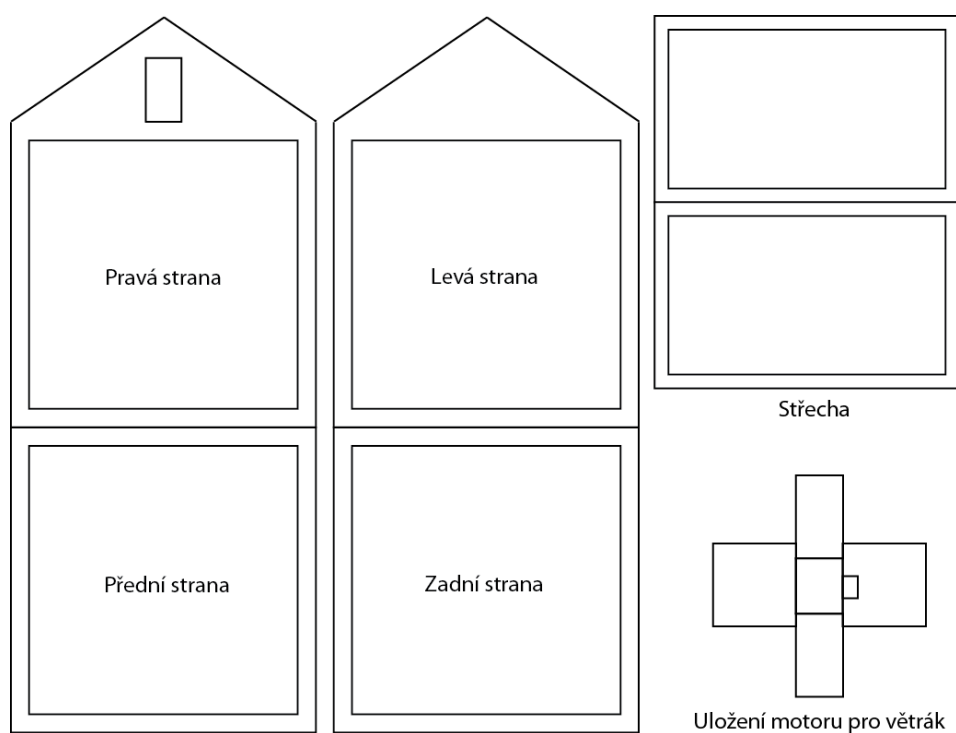 Pravá strana
Levá strana
Střecha
Přední strana
Zadní strana
Uložení motoru pro větrák